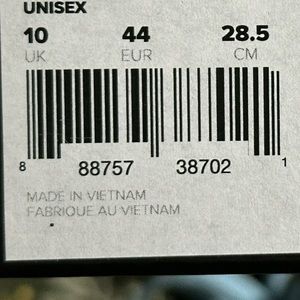 UNISEX
10 44 28.5
UK EUR CM
8 88757 38702 1
MADE IN VIETNAM
FABRIQUE AU VIETNAM